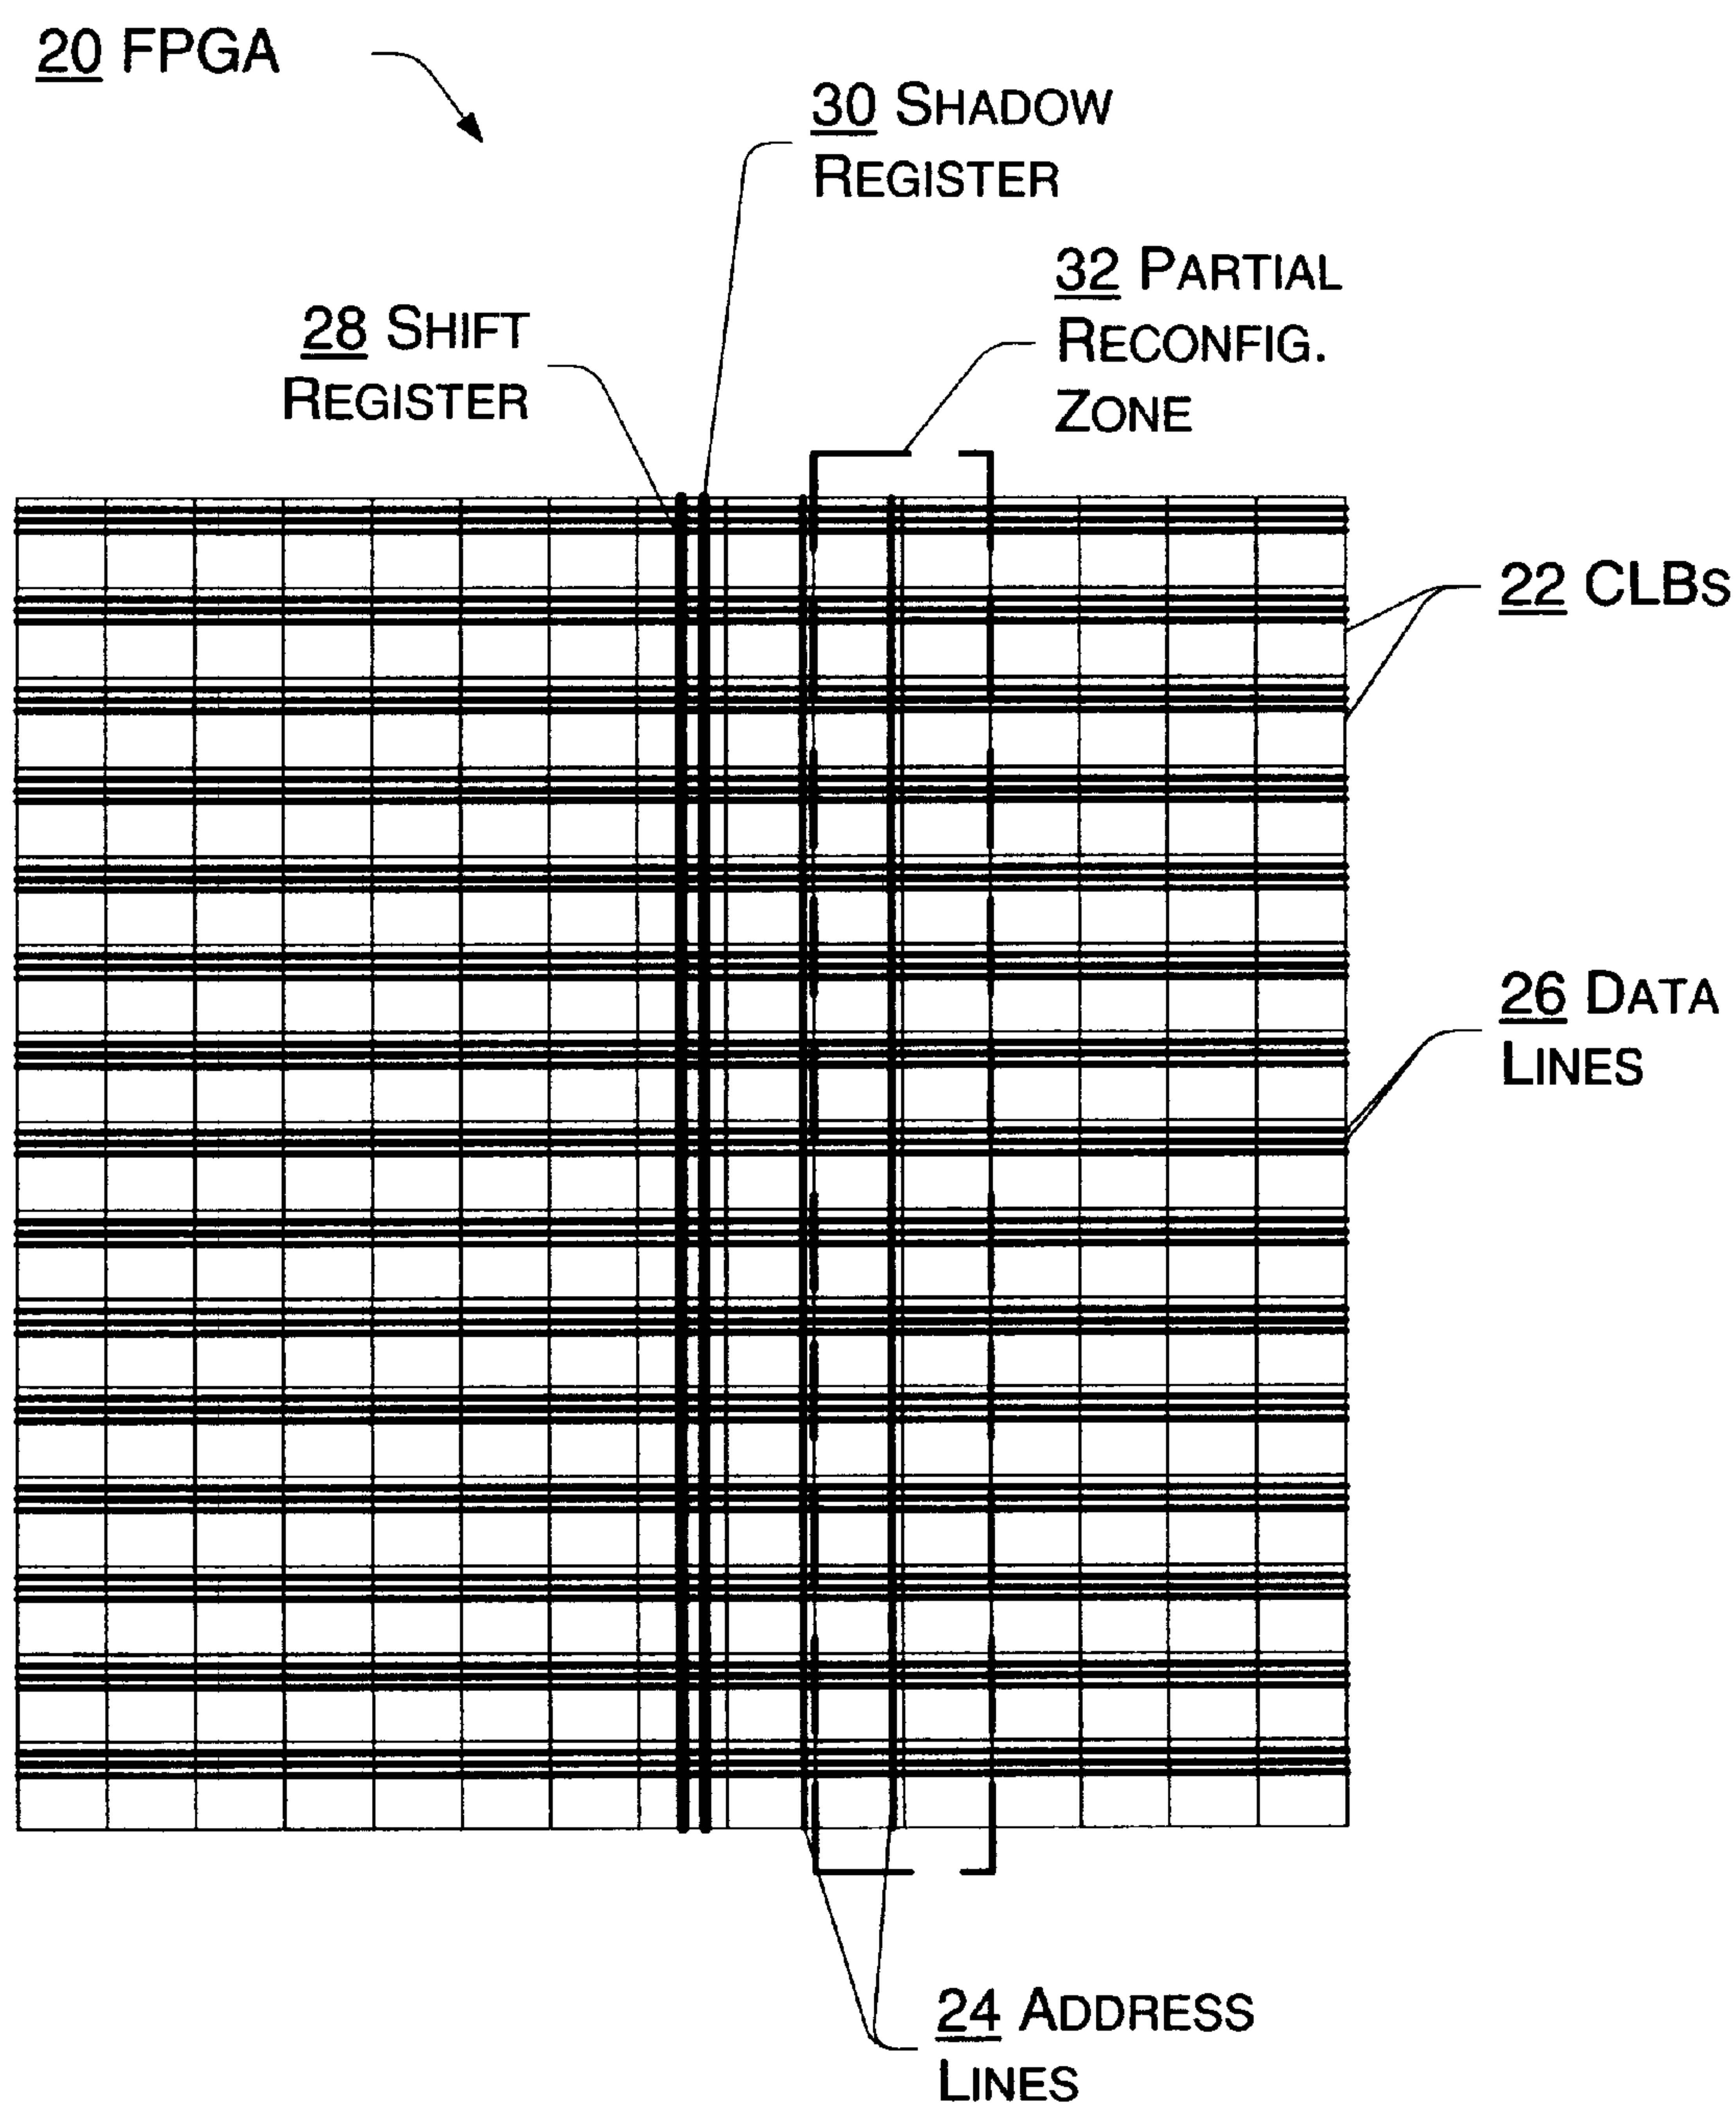 20 FPGA
30 SHADOW
REGISTER
32 PARTIAL
RECONFIG.
ZONE
28 SHIFT
REGISTER
22 CLBS
26 DATA
LINES
24 ADDRESS
LINES